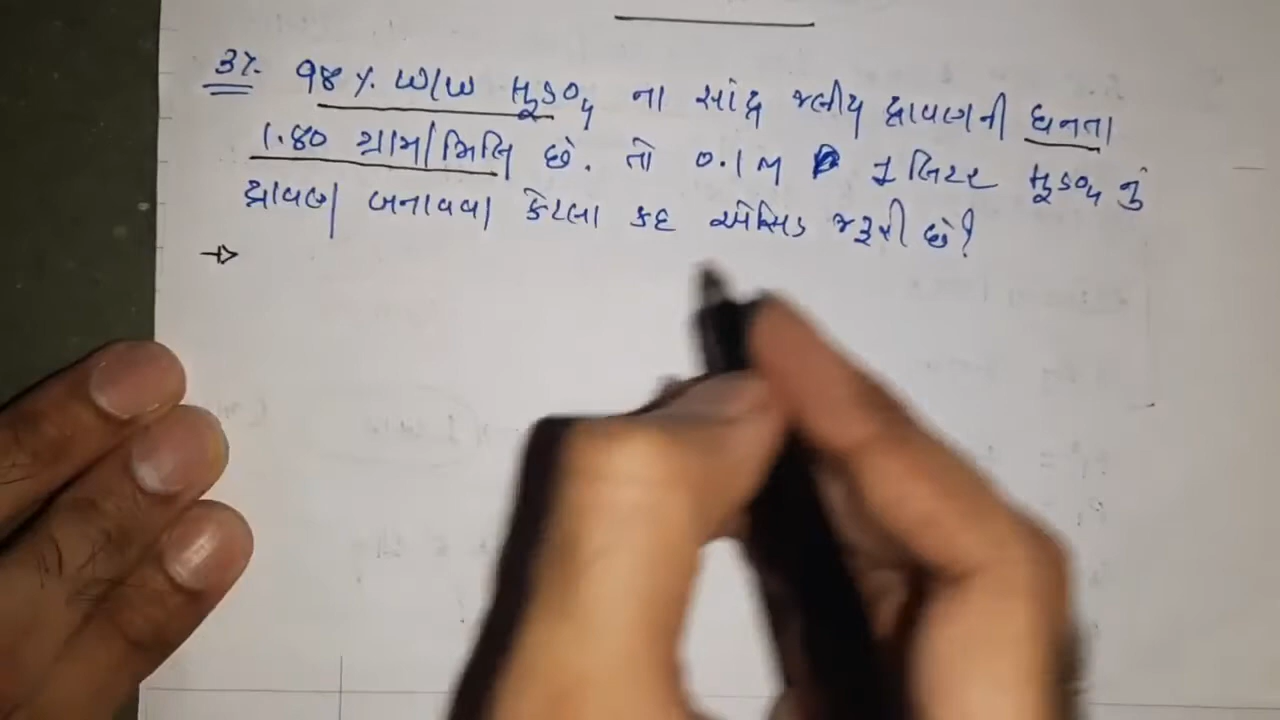 37. ૧૮ % W/W H₂SO₄ ના સાંદ્ર જલીય દ્રાવણની ઘનતા
1.80 ગ્રામ/મિલિ છે. તો 0.1 M 1 લિટર H₂SO₄ નું
દ્રાવણ બનાવવા કેટલા કદ એસિડ જરૂરી છે?
→